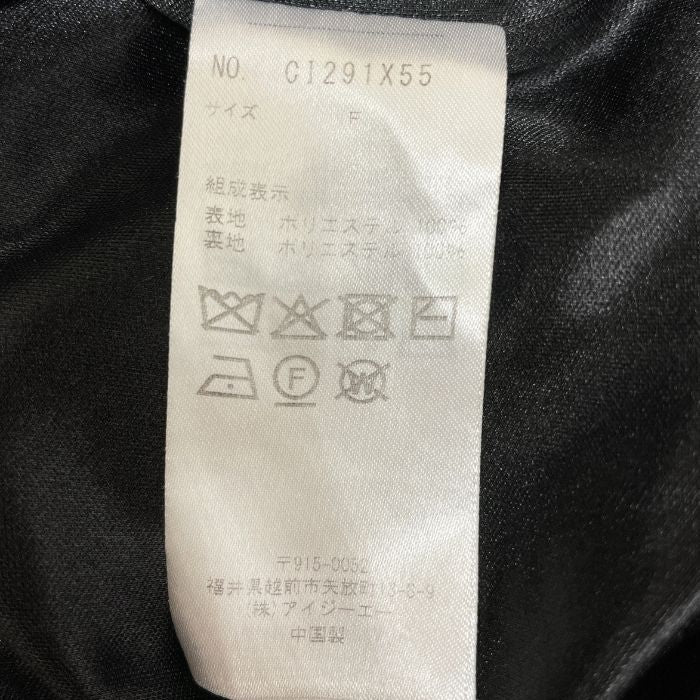 NO. CI291X55
サイズ F
組成表示
表地 ポリエステル 100%
裏地 ポリエステル 100%
F
W
〒915-0052
福井県越前市矢放町13-8-9
(株)アイジーエー
中国製